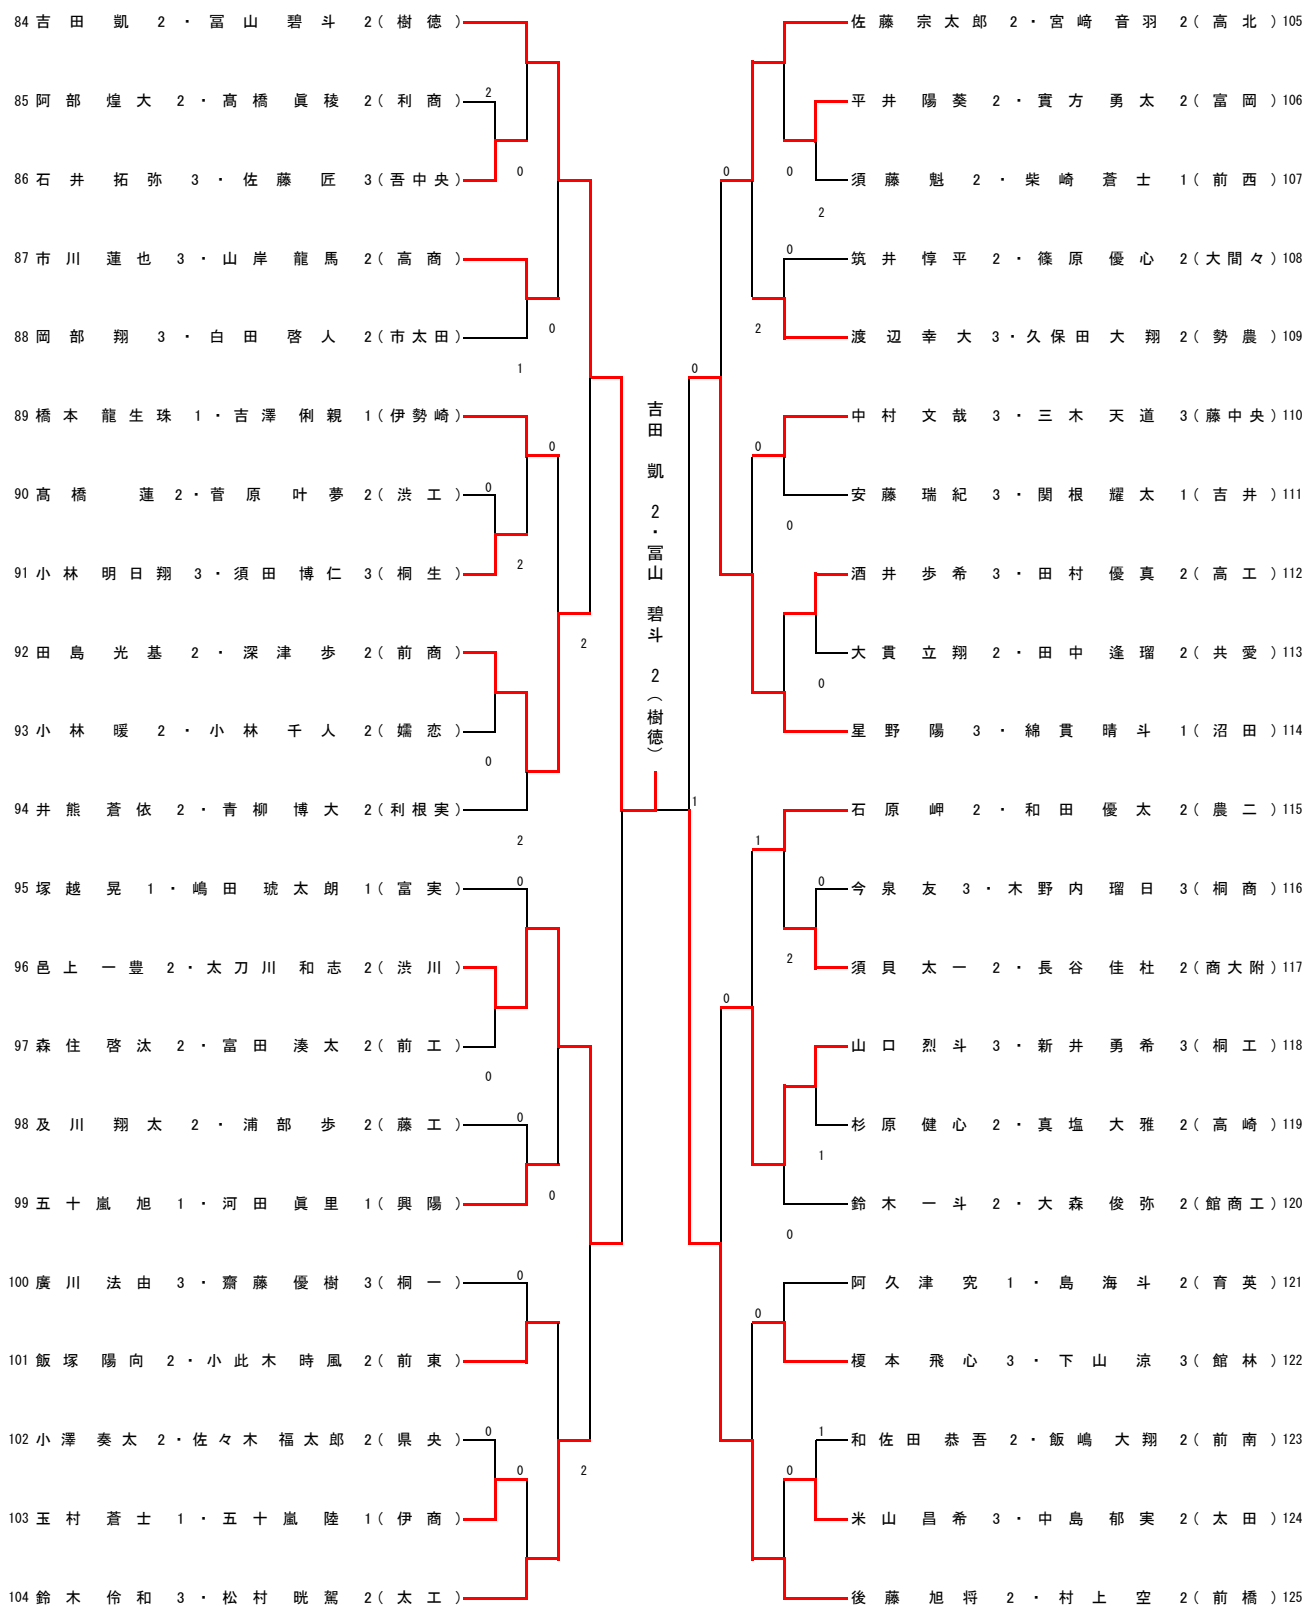 84 吉田 凱 2・冨山 碧斗 2(樹徳)
85 阿部 煌大 2・髙橋 眞稜 2(利商)
86 石井 拓弥 3・佐藤 匠 3(吾中央)
87 市川 蓮也 3・山岸 龍馬 2(高商)
88 岡部 翔 3・白田 啓人 2(市太田)
89 橋本 龍生珠 1・吉澤 俐親 1(伊勢崎)
90 髙橋 蓮 2・菅原 叶夢 2(渋工)
91 小林 明日翔 3・須田 博仁 3(桐生)
92 田島 光基 2・深津 歩 2(前商)
93 小林 暖 2・小林 千人 2(嬬恋)
94 井熊 蒼依 2・青柳 博大 2(利根実)
95 塚越 晃 1・嶋田 琥太朗 1(富実)
96 邑上 一豊 2・太刀川 和志 2(渋川)
97 森住 啓汰 2・富田 湊太 2(前工)
98 及川 翔太 2・浦部 歩 2(藤工)
99 五十嵐 旭 1・河田 眞里 1(興陽)
100 廣川 法由 3・齋藤 優樹 3(桐一)
101 飯塚 陽向 2・小此木 時風 2(前東)
102 小澤 奏太 2・佐々木 福太郎 2(県央)
103 玉村 蒼士 1・五十嵐 陸 1(伊商)
104 鈴木 伶和 3・松村 晄駕 2(太工)
2
0
0
1
0
0
2
2
0
2
0
0
0
0
0
0
0
2
吉田 凱 2・冨山 碧斗 2(樹徳)
0
0
2
0
2
0
0
0
0
1
1
0
2
0
1
0
0
1
0
佐藤 宗太郎 2・宮﨑 音羽 2(高北) 105
平井 陽葵 2・實方 勇太 2(富岡) 106
須藤 魁 2・柴崎 蒼士 1(前西) 107
筑井 惇平 2・篠原 優心 2(大間々) 108
渡辺 幸大 3・久保田 大翔 2(勢農) 109
中村 文哉 3・三木 天道 3(藤中央) 110
安藤 瑞紀 3・関根 耀太 1(吉井) 111
酒井 歩希 3・田村 優真 2(高工) 112
大貫 立翔 2・田中 逢瑠 2(共愛) 113
星野 陽 3・綿貫 晴斗 1(沼田) 114
石原 岬 2・和田 優太 2(農二) 115
今泉 友 3・木野内 瑠日 3(桐商) 116
須貝 太一 2・長谷 佳杜 2(商大附) 117
山口 烈斗 3・新井 勇希 3(桐工) 118
杉原 健心 2・真塩 大雅 2(高崎) 119
鈴木 一斗 2・大森 俊弥 2(館商工) 120
阿久津 究 1・島 海斗 2(育英) 121
榎本 飛心 3・下山 涼 3(館林) 122
和佐田 恭吾 2・飯嶋 大翔 2(前南) 123
米山 昌希 3・中島 郁実 2(太田) 124
後藤 旭将 2・村上 空 2(前橋) 125